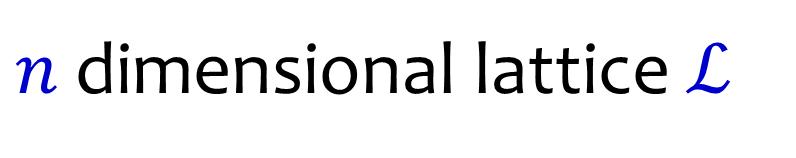 𝑛 dimensional lattice ℒ